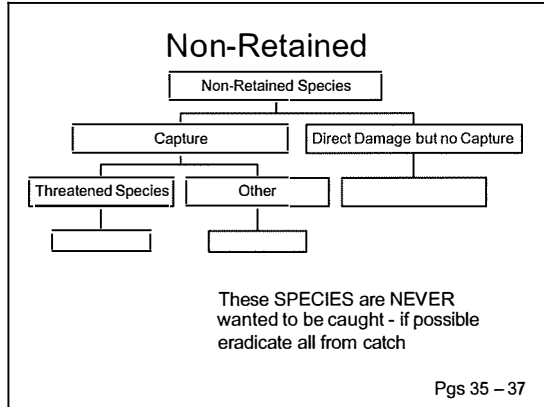 Non-Retained
Non-Retained Species
Capture
Direct Damage but no Capture
Threatened Species
Other
These SPECIES are NEVER
wanted to be caught - if possible
eradicate all from catch
Pgs 35 – 37